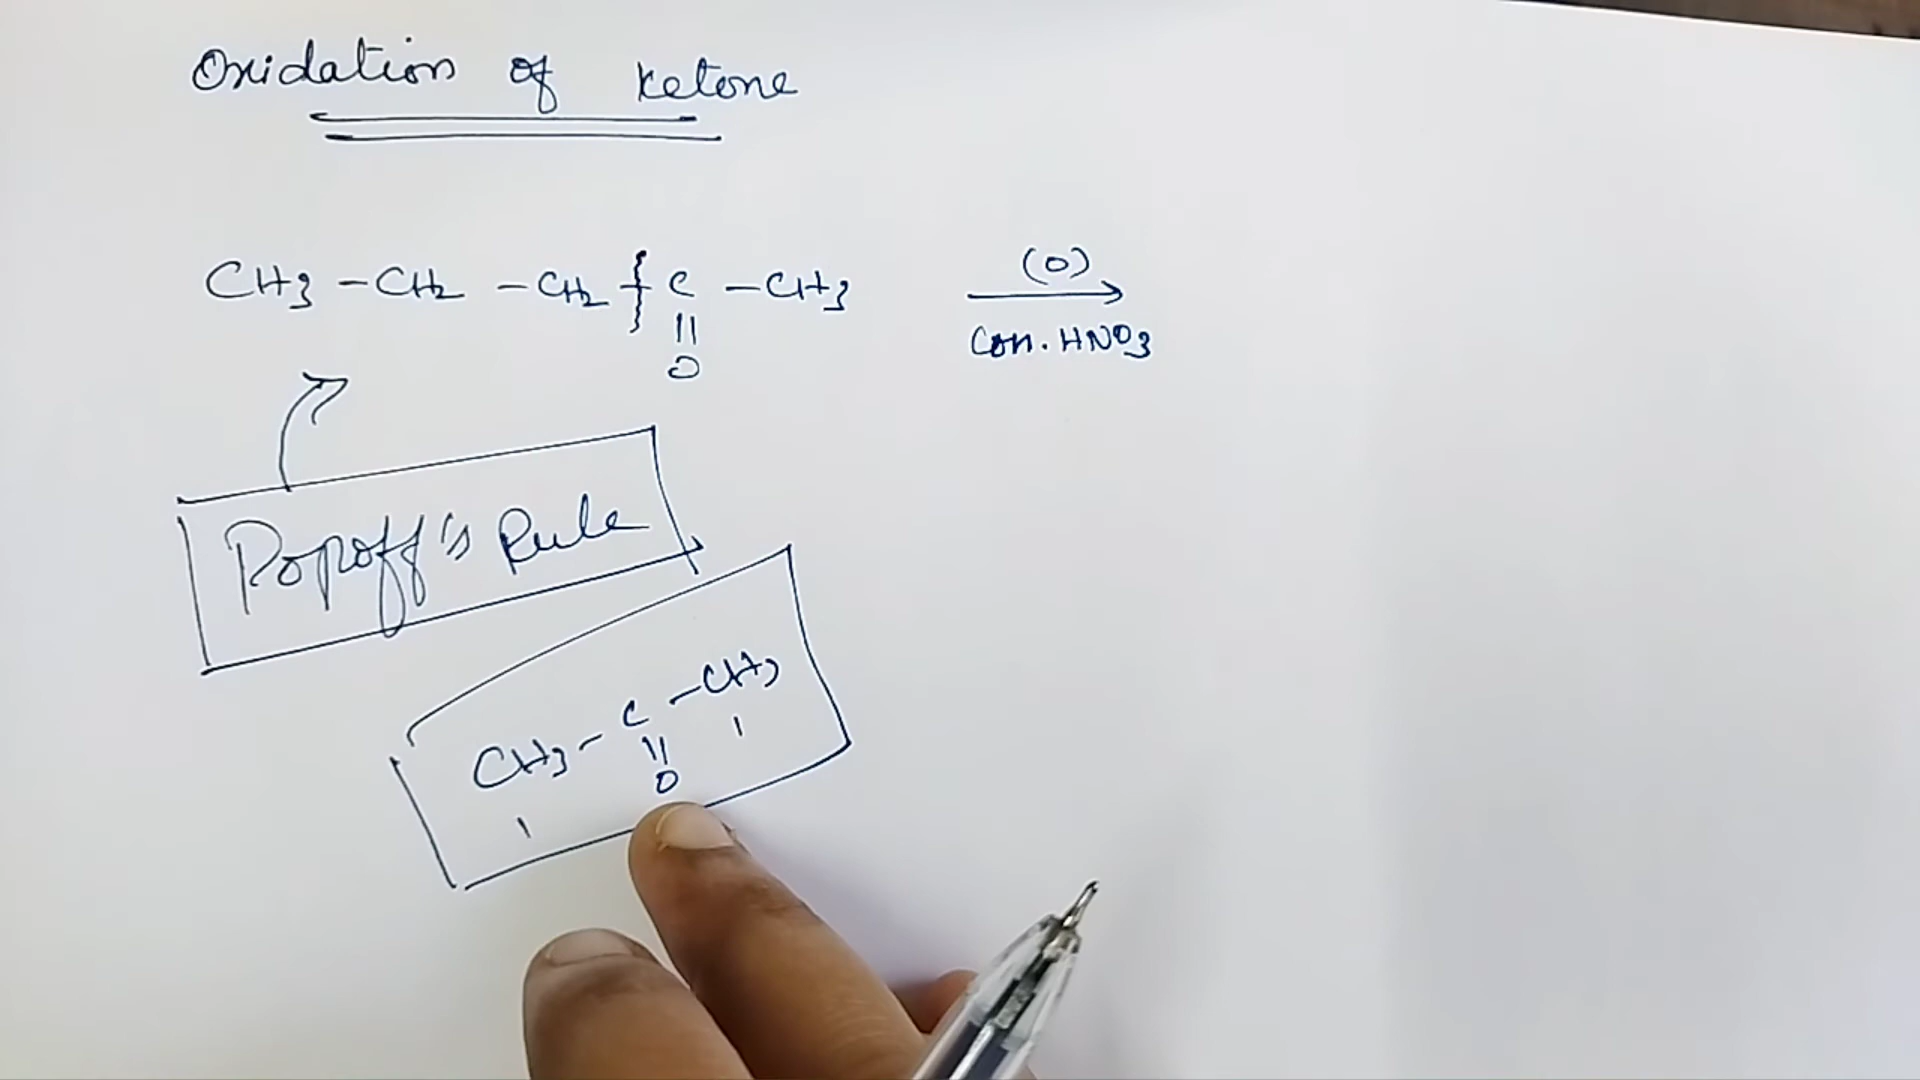 Oxidation of ketone
CH3 - CH2 - CH2 + C - CH3
(O)
Con. HNO3
||
O
Popoff's Rule
CH3 - C - CH3
||
O
1 1